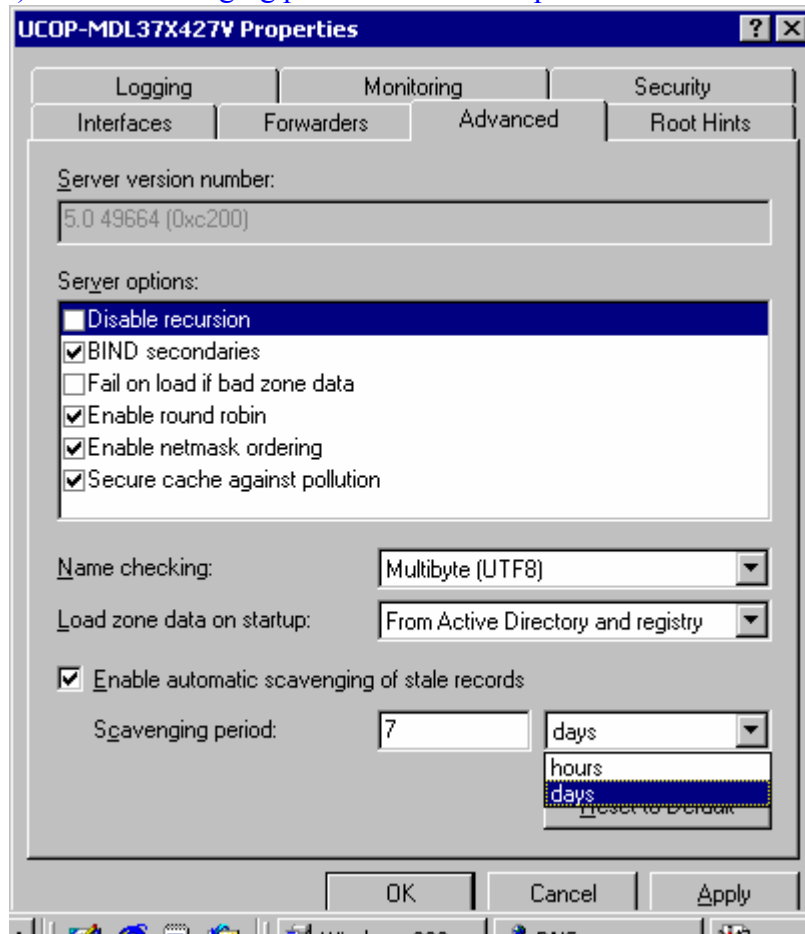 UCOP-MDL37X427V Properties
Logging Monitoring Security
Interfaces Forwarders Advanced Root Hints
Server version number:
5.0 49664 (0xc200)
Server options:
Disable recursion
BIND secondaries
Fail on load if bad zone data
Enable round robin
Enable netmask ordering
Secure cache against pollution
Name checking: Multibyte (UTF8)
Load zone data on startup: From Active Directory and registry
Enable automatic scavenging of stale records
Scavenging period: 7 days
hours
days
Reset to Default
OK Cancel Apply